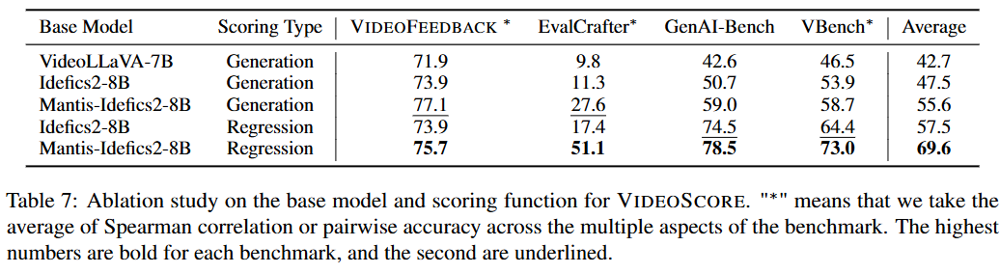 Base Model Scoring Type VIDEOFEEDBACK * EvalCrafter* GenAI-Bench VBench* Average
VideoLLaVA-7B Generation 71.9 9.8 42.6 46.5 42.7
Idefics2-8B Generation 73.9 11.3 50.7 53.9 47.5
Mantis-Idefics2-8B Generation 77.1 27.6 59.0 58.7 55.6
Idefics2-8B Regression 73.9 17.4 74.5 64.4 57.5
Mantis-Idefics2-8B Regression 75.7 51.1 78.5 73.0 69.6
Table 7: Ablation study on the base model and scoring function for VIDEOSCORE. "*" means that we take the
average of Spearman correlation or pairwise accuracy across the multiple aspects of the benchmark. The highest
numbers are bold for each benchmark, and the second are underlined.